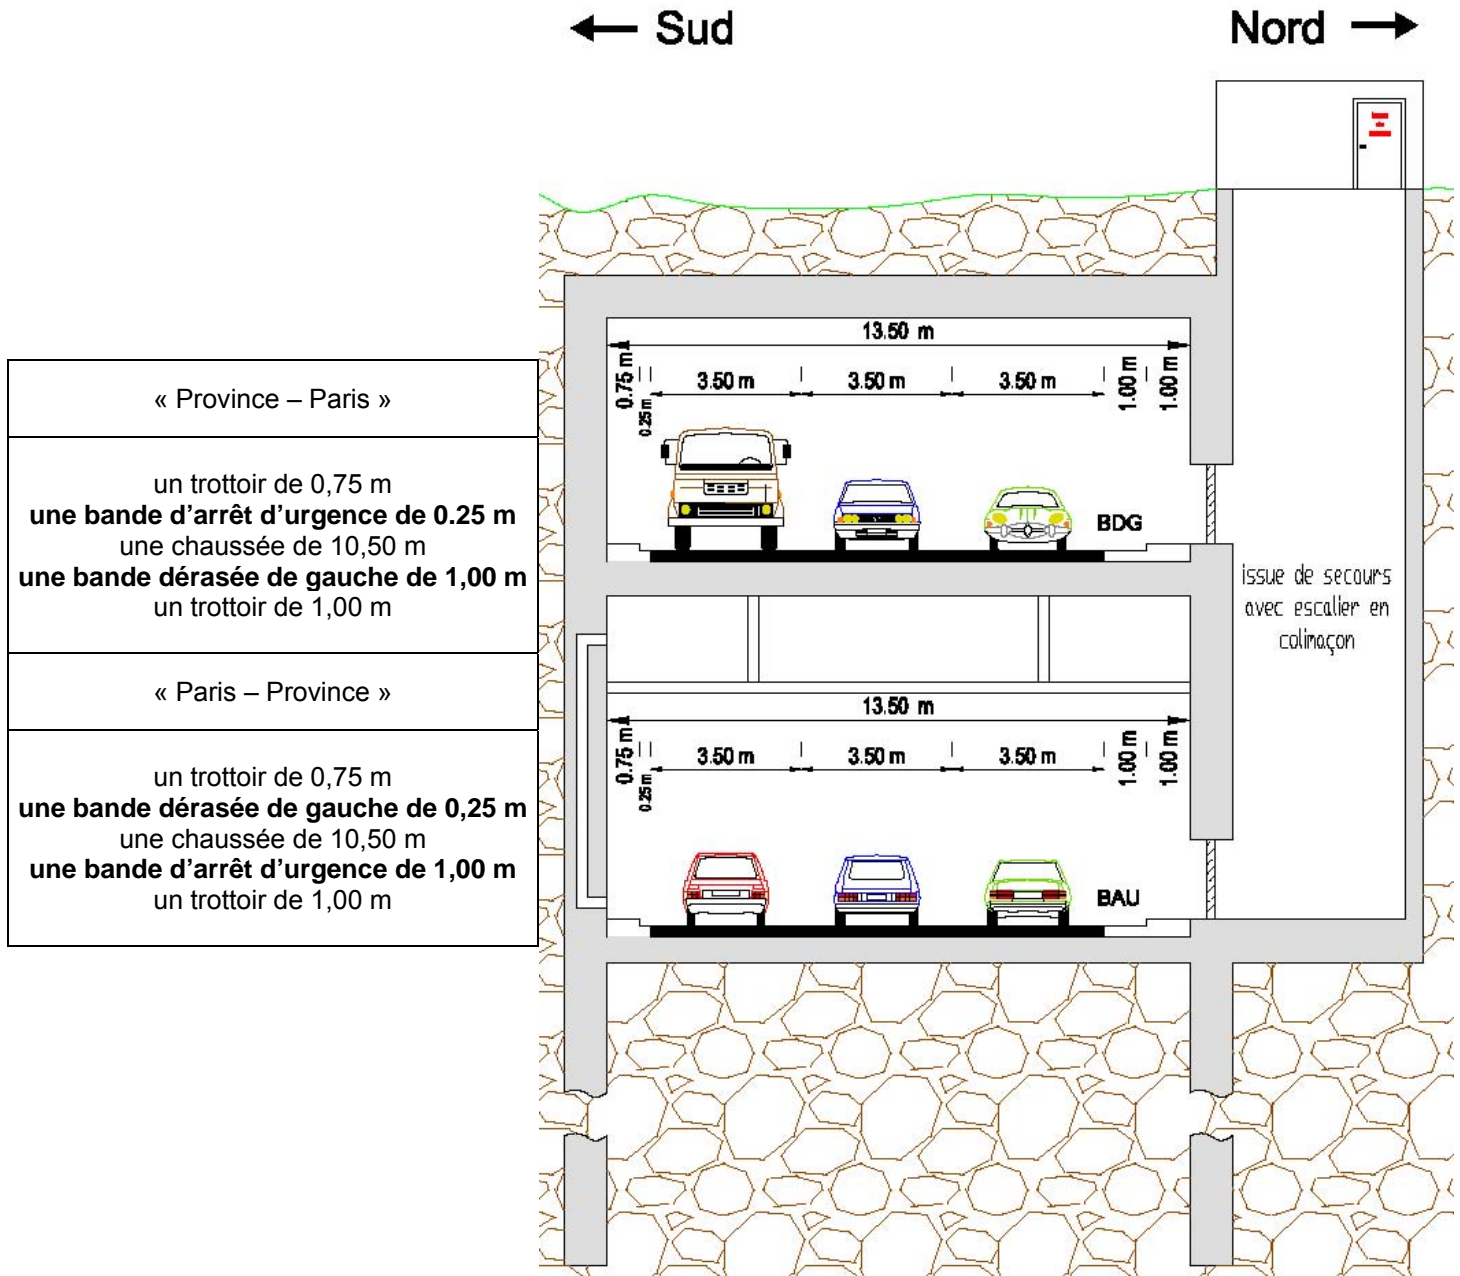 Sud
Nord
« Province – Paris »
un trottoir de 0,75 m
une bande d’arrêt d’urgence de 0.25 m
une chaussée de 10,50 m
une bande dérasée de gauche de 1,00 m
un trottoir de 1,00 m
« Paris – Province »
un trottoir de 0,75 m
une bande dérasée de gauche de 0,25 m
une chaussée de 10,50 m
une bande d’arrêt d’urgence de 1,00 m
un trottoir de 1,00 m
13.50 m
0.75 m
0.25 m
3.50 m
3.50 m
3.50 m
1.00 m
1.00 m
BDG
issue de secours
avec escalier en
colimaçon
13.50 m
0.75 m
0.25 m
3.50 m
3.50 m
3.50 m
1.00 m
1.00 m
BAU